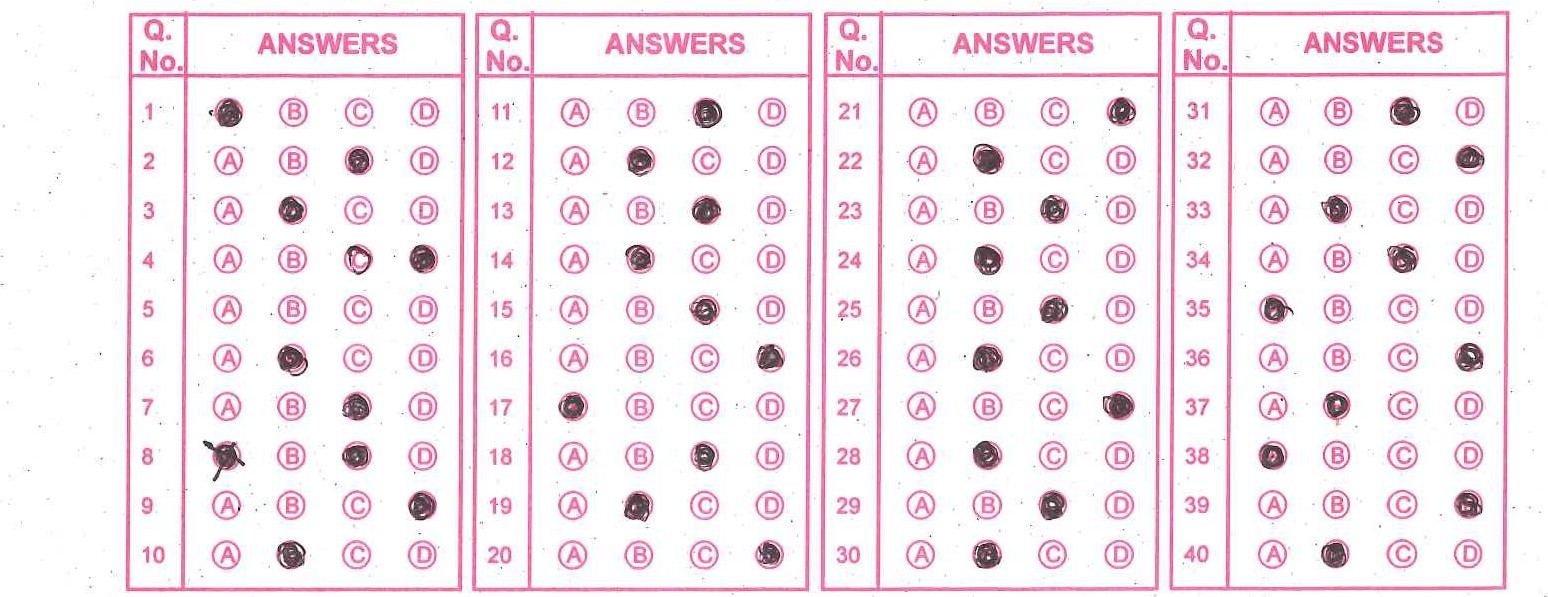 Q. No. ANSWERS
1 B C D
2 A B D
3 A C D
4 A B
5 A B C D
6 A C D
7 A B D
8 B D
9 A B C
10 A C D
Q. No. ANSWERS
11 A B D
12 A C D
13 A B D
14 A C D
15 A B D
16 A B C
17 B C D
18 A B D
19 A C D
20 A B C
Q. No. ANSWERS
21 A B C
22 A C D
23 A B D
24 A C D
25 A B D
26 A C D
27 A B C
28 A C D
29 A B D
30 A C D
Q. No. ANSWERS
31 A B D
32 A B C
33 A C D
34 A B D
35 B C D
36 A B C
37 A C D
38 B C D
39 A B C
40 A C D